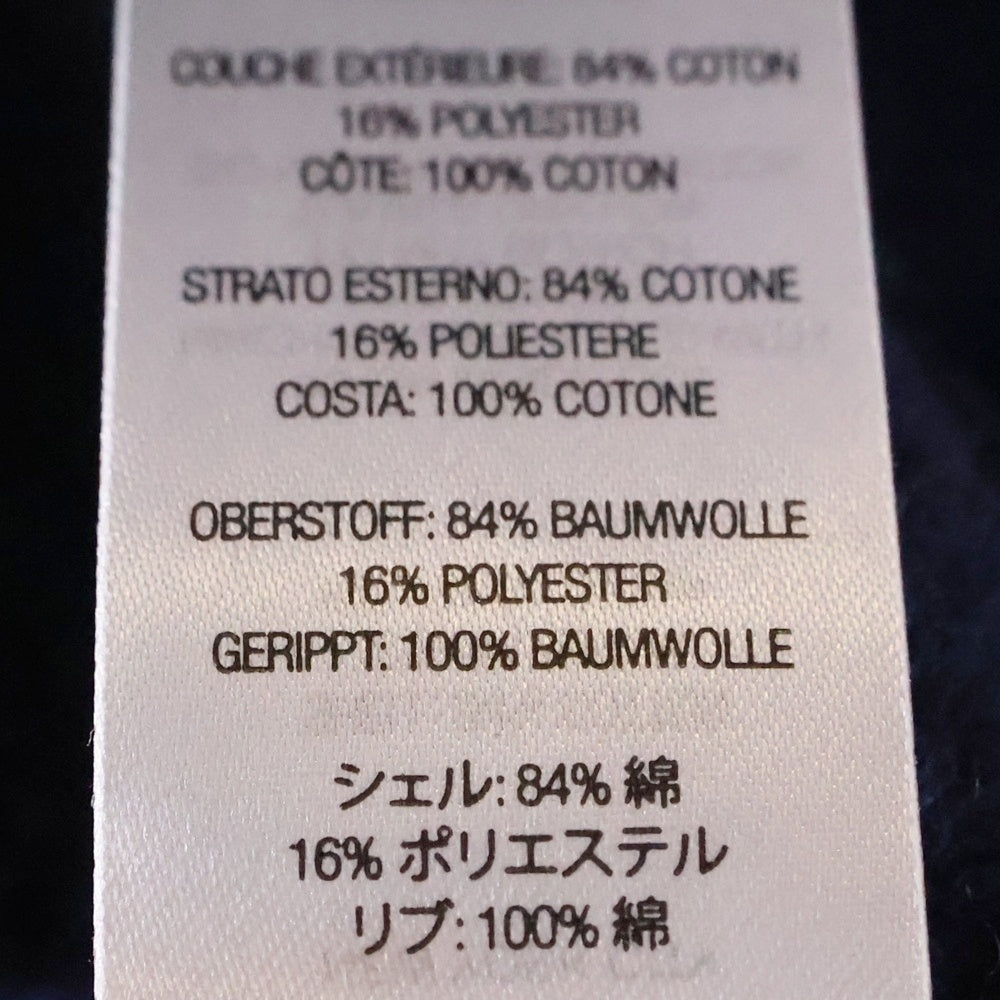 COUCHE EXTÉRIEURE: 84% COTON
16% POLYESTER
CÔTE: 100% COTON
STRATO ESTERNO: 84% COTONE
16% POLIESTERE
COSTA: 100% COTONE
OBERSTOFF: 84% BAUMWOLLE
16% POLYESTER
GERIPPT: 100% BAUMWOLLE
シェル: 84% 綿
16% ポリエステル
リブ: 100% 綿